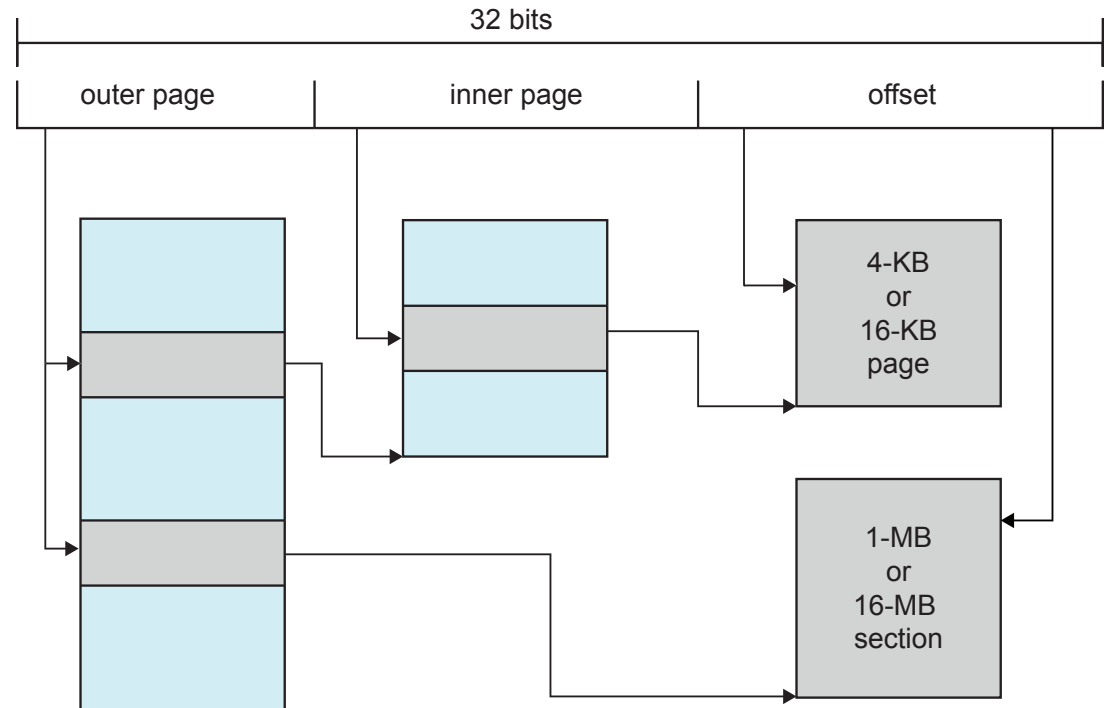 32 bits
outer page
inner page
offset
4-KB
or
16-KB
page
1-MB
or
16-MB
section